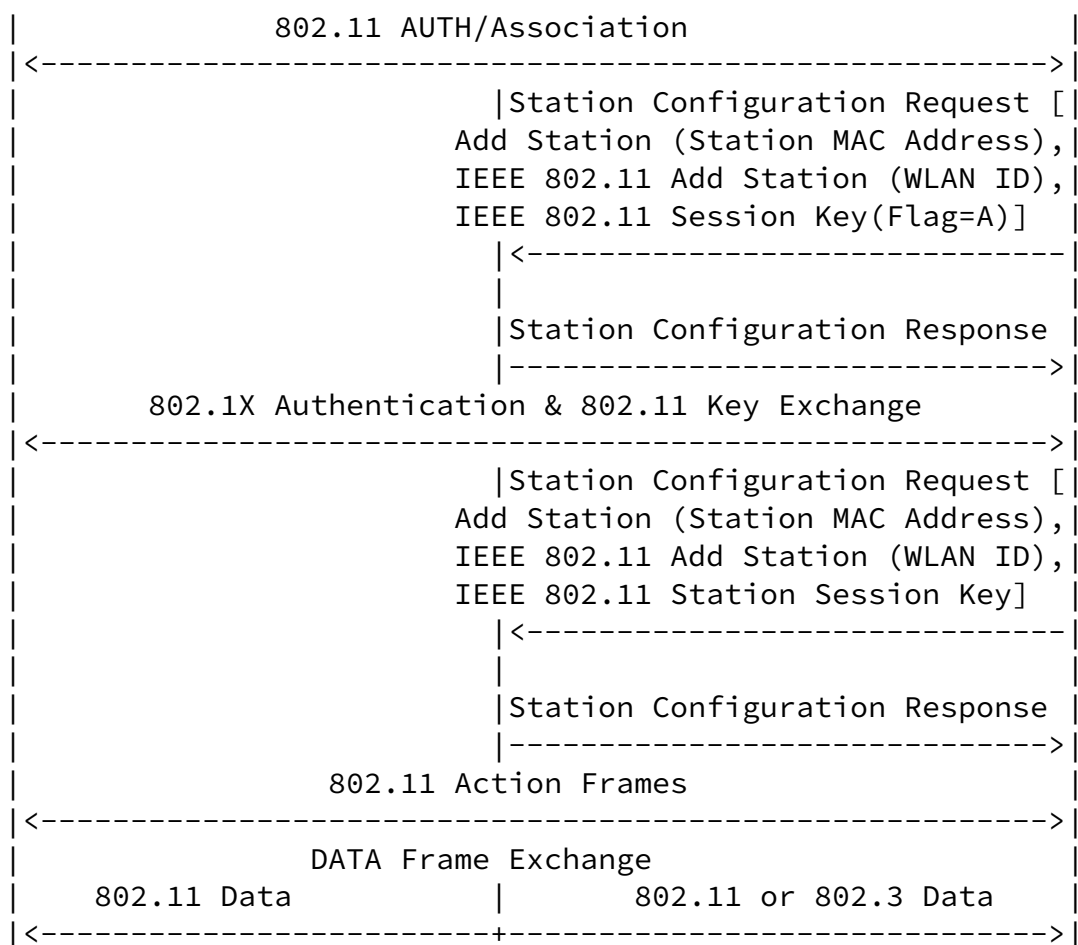 |              802.11 AUTH/Association                      |
|<--------------------------------------------------------->|
|                          |Station Configuration Request [|
|                        Add Station (Station MAC Address),|
|                        IEEE 802.11 Add Station (WLAN ID),|
|                        IEEE 802.11 Session Key(Flag=A)]  |
|                          |<------------------------------|
|                          |                               |
|                          |Station Configuration Response |
|                          |------------------------------>|
|       802.1X Authentication & 802.11 Key Exchange        |
|<--------------------------------------------------------->|
|                          |Station Configuration Request [|
|                        Add Station (Station MAC Address),|
|                        IEEE 802.11 Add Station (WLAN ID),|
|                        IEEE 802.11 Station Session Key]  |
|                          |<------------------------------|
|                          |                               |
|                          |Station Configuration Response |
|                          |------------------------------>|
|                 802.11 Action Frames                     |
|<--------------------------------------------------------->|
|                DATA Frame Exchange                       |
|    802.11 Data           |       802.11 or 802.3 Data    |
|<-------------------------+------------------------------>|